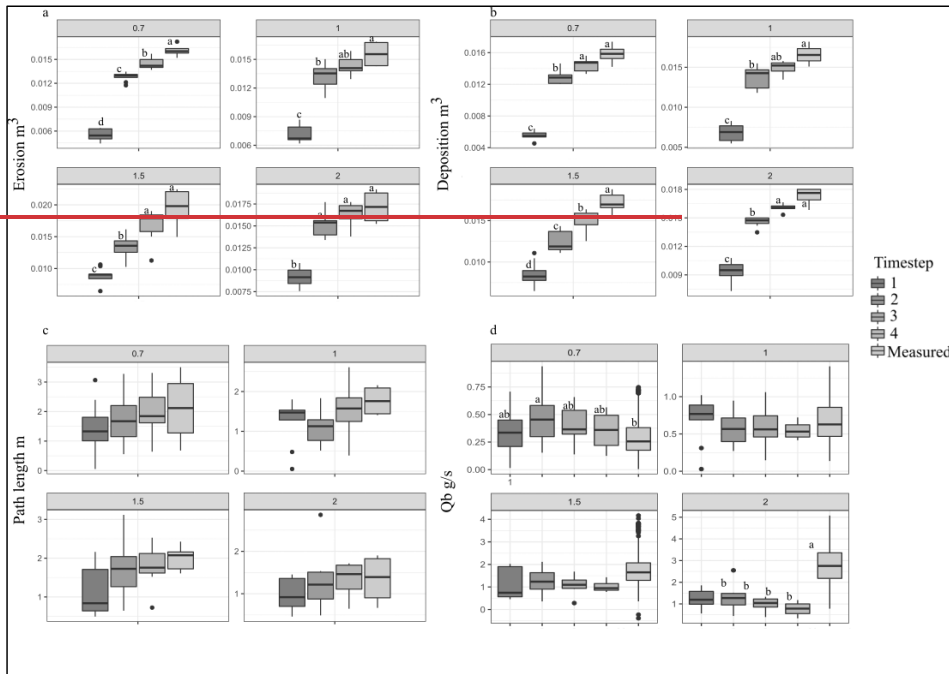 a
0.7
0.015
0.012
0.009
0.006
d
c
b
a
1
0.015
0.012
0.009
0.006
c
b
ab
a
Erosion m³
1.5
0.020
0.015
0.010
c
b
a
a
2
0.0175
0.0150
0.0125
0.0100
0.0075
b
a
a
a
b
0.7
0.016
0.012
0.008
0.004
c
b
a
a
1
0.015
0.010
0.005
c
b
ab
a
Deposition m³
1.5
0.015
0.010
d
c
b
a
2
0.018
0.015
0.012
0.009
c
b
a
a
Timestep
1
2
3
4
Measured
c
0.7
3
2
1
0
1
2
1
0
Path length m
1.5
3
2
1
2
2
1
d
0.7
0.75
0.50
0.25
0.00
ab
a
ab
ab
b
1
1
1.0
0.5
0.0
Qb g/s
1.5
4
3
2
1
0
2
5
4
3
2
1
b
b
b
b
a